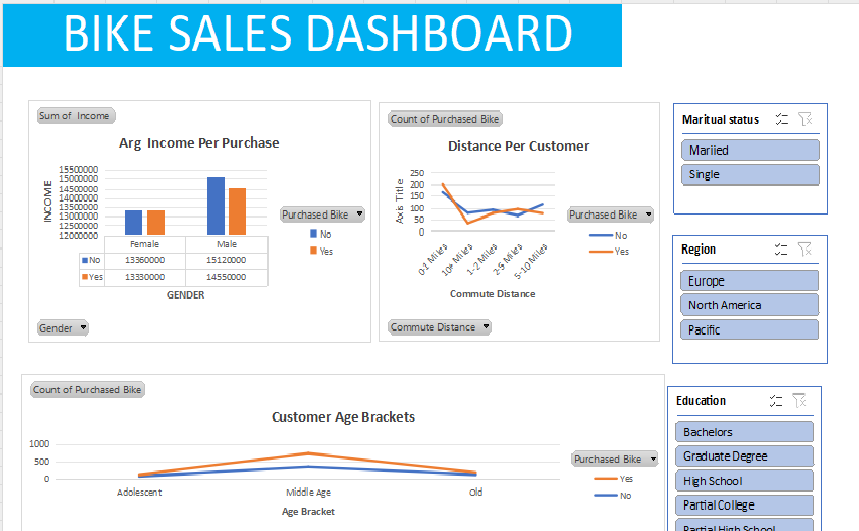 BIKE SALES DASHBOARD
Sum of Income
Arg Income Per Purchase
INCOME
15500000
15000000
14500000
14000000
13500000
13000000
12500000
12000000
Female Male
No 13360000 15120000
Yes 13330000 14550000
GENDER
Purchased Bike
No
Yes
Gender
Count of Purchased Bike
Distance Per Customer
Axis Title
250
200
150
100
50
0
0-1 Miles 10+ Miles 1-2 Miles 2-5 Miles 5-10 Miles
Commute Distance
Purchased Bike
No
Yes
Commute Distance
Maritual status
Mariied
Single
Region
Europe
North America
Pacific
Count of Purchased Bike
Customer Age Brackets
1000
500
0
Adolescent Middle Age Old
Age Bracket
Purchased Bike
Yes
No
Education
Bachelors
Graduate Degree
High School
Partial College
Partial High School